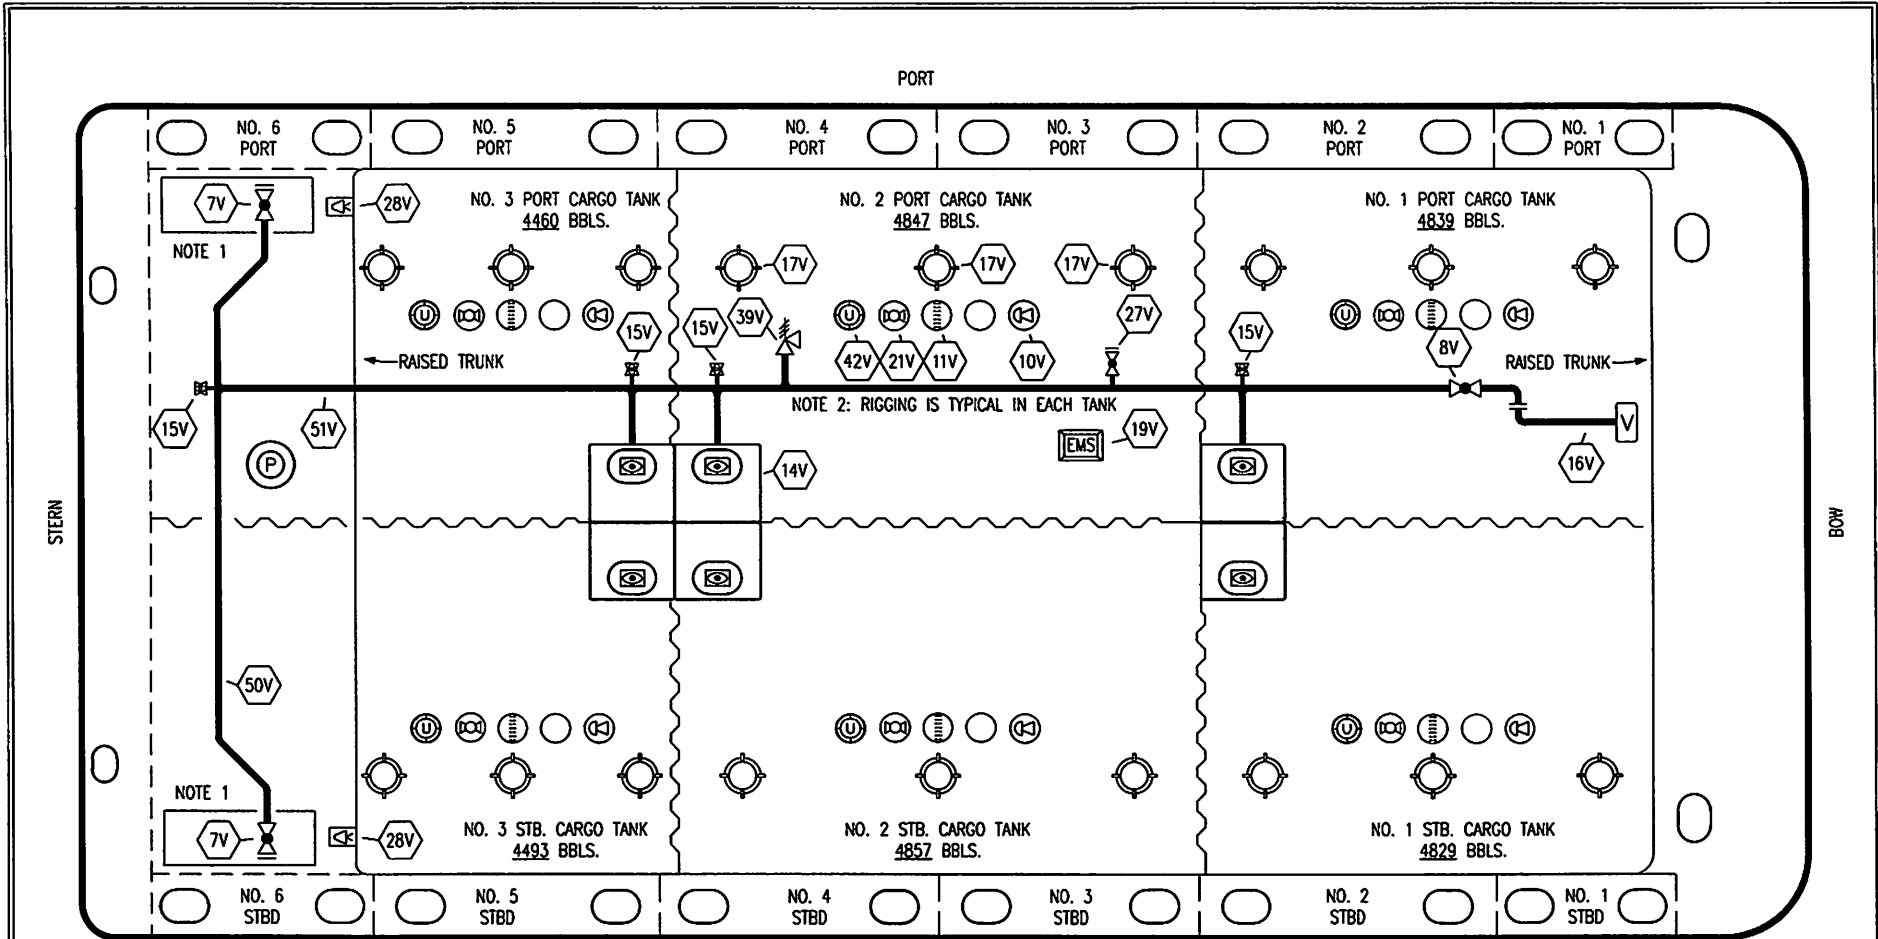 PORT
NO. 6
PORT
NO. 5
PORT
NO. 4
PORT
NO. 3
PORT
NO. 2
PORT
NO. 1
PORT
7V
28V
NOTE 1
NO. 3 PORT CARGO TANK
4460 BBLS.
NO. 2 PORT CARGO TANK
4847 BBLS.
NO. 1 PORT CARGO TANK
4839 BBLS.
17V
17V
17V
U
U
U
15V
15V
39V
42V
21V
11V
10V
27V
15V
8V
RAISED TRUNK
RAISED TRUNK
NOTE 2: RIGGING IS TYPICAL IN EACH TANK
15V
51V
P
14V
EMS
19V
16V
V
STERN
BOW
50V
U
U
U
NOTE 1
7V
28V
NO. 3 STB. CARGO TANK
4493 BBLS.
NO. 2 STB. CARGO TANK
4857 BBLS.
NO. 1 STB. CARGO TANK
4829 BBLS.
NO. 6
STBD
NO. 5
STBD
NO. 4
STBD
NO. 3
STBD
NO. 2
STBD
NO. 1
STBD